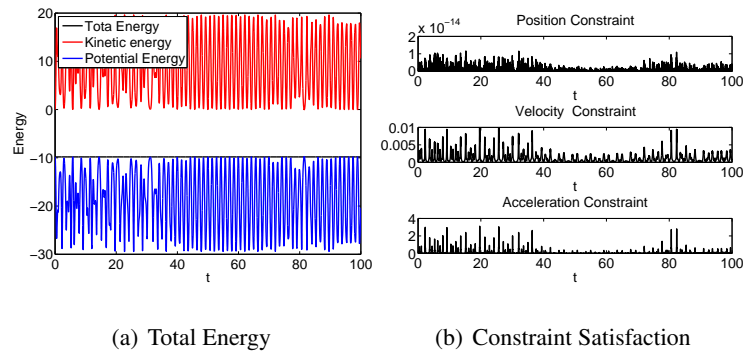 Tota Energy
Kinetic energy
Potential Energy
20
10
0
−10
−20
−30
Energy
0 20 40 60 80 100
t
(a) Total Energy
Position Constraint
x 10^-14
2
1
0
0 20 40 60 80 100
t
Velocity Constraint
0.01
0.005
0
0 20 40 60 80 100
t
Acceleration Constraint
4
2
0
0 20 40 60 80 100
t
(b) Constraint Satisfaction